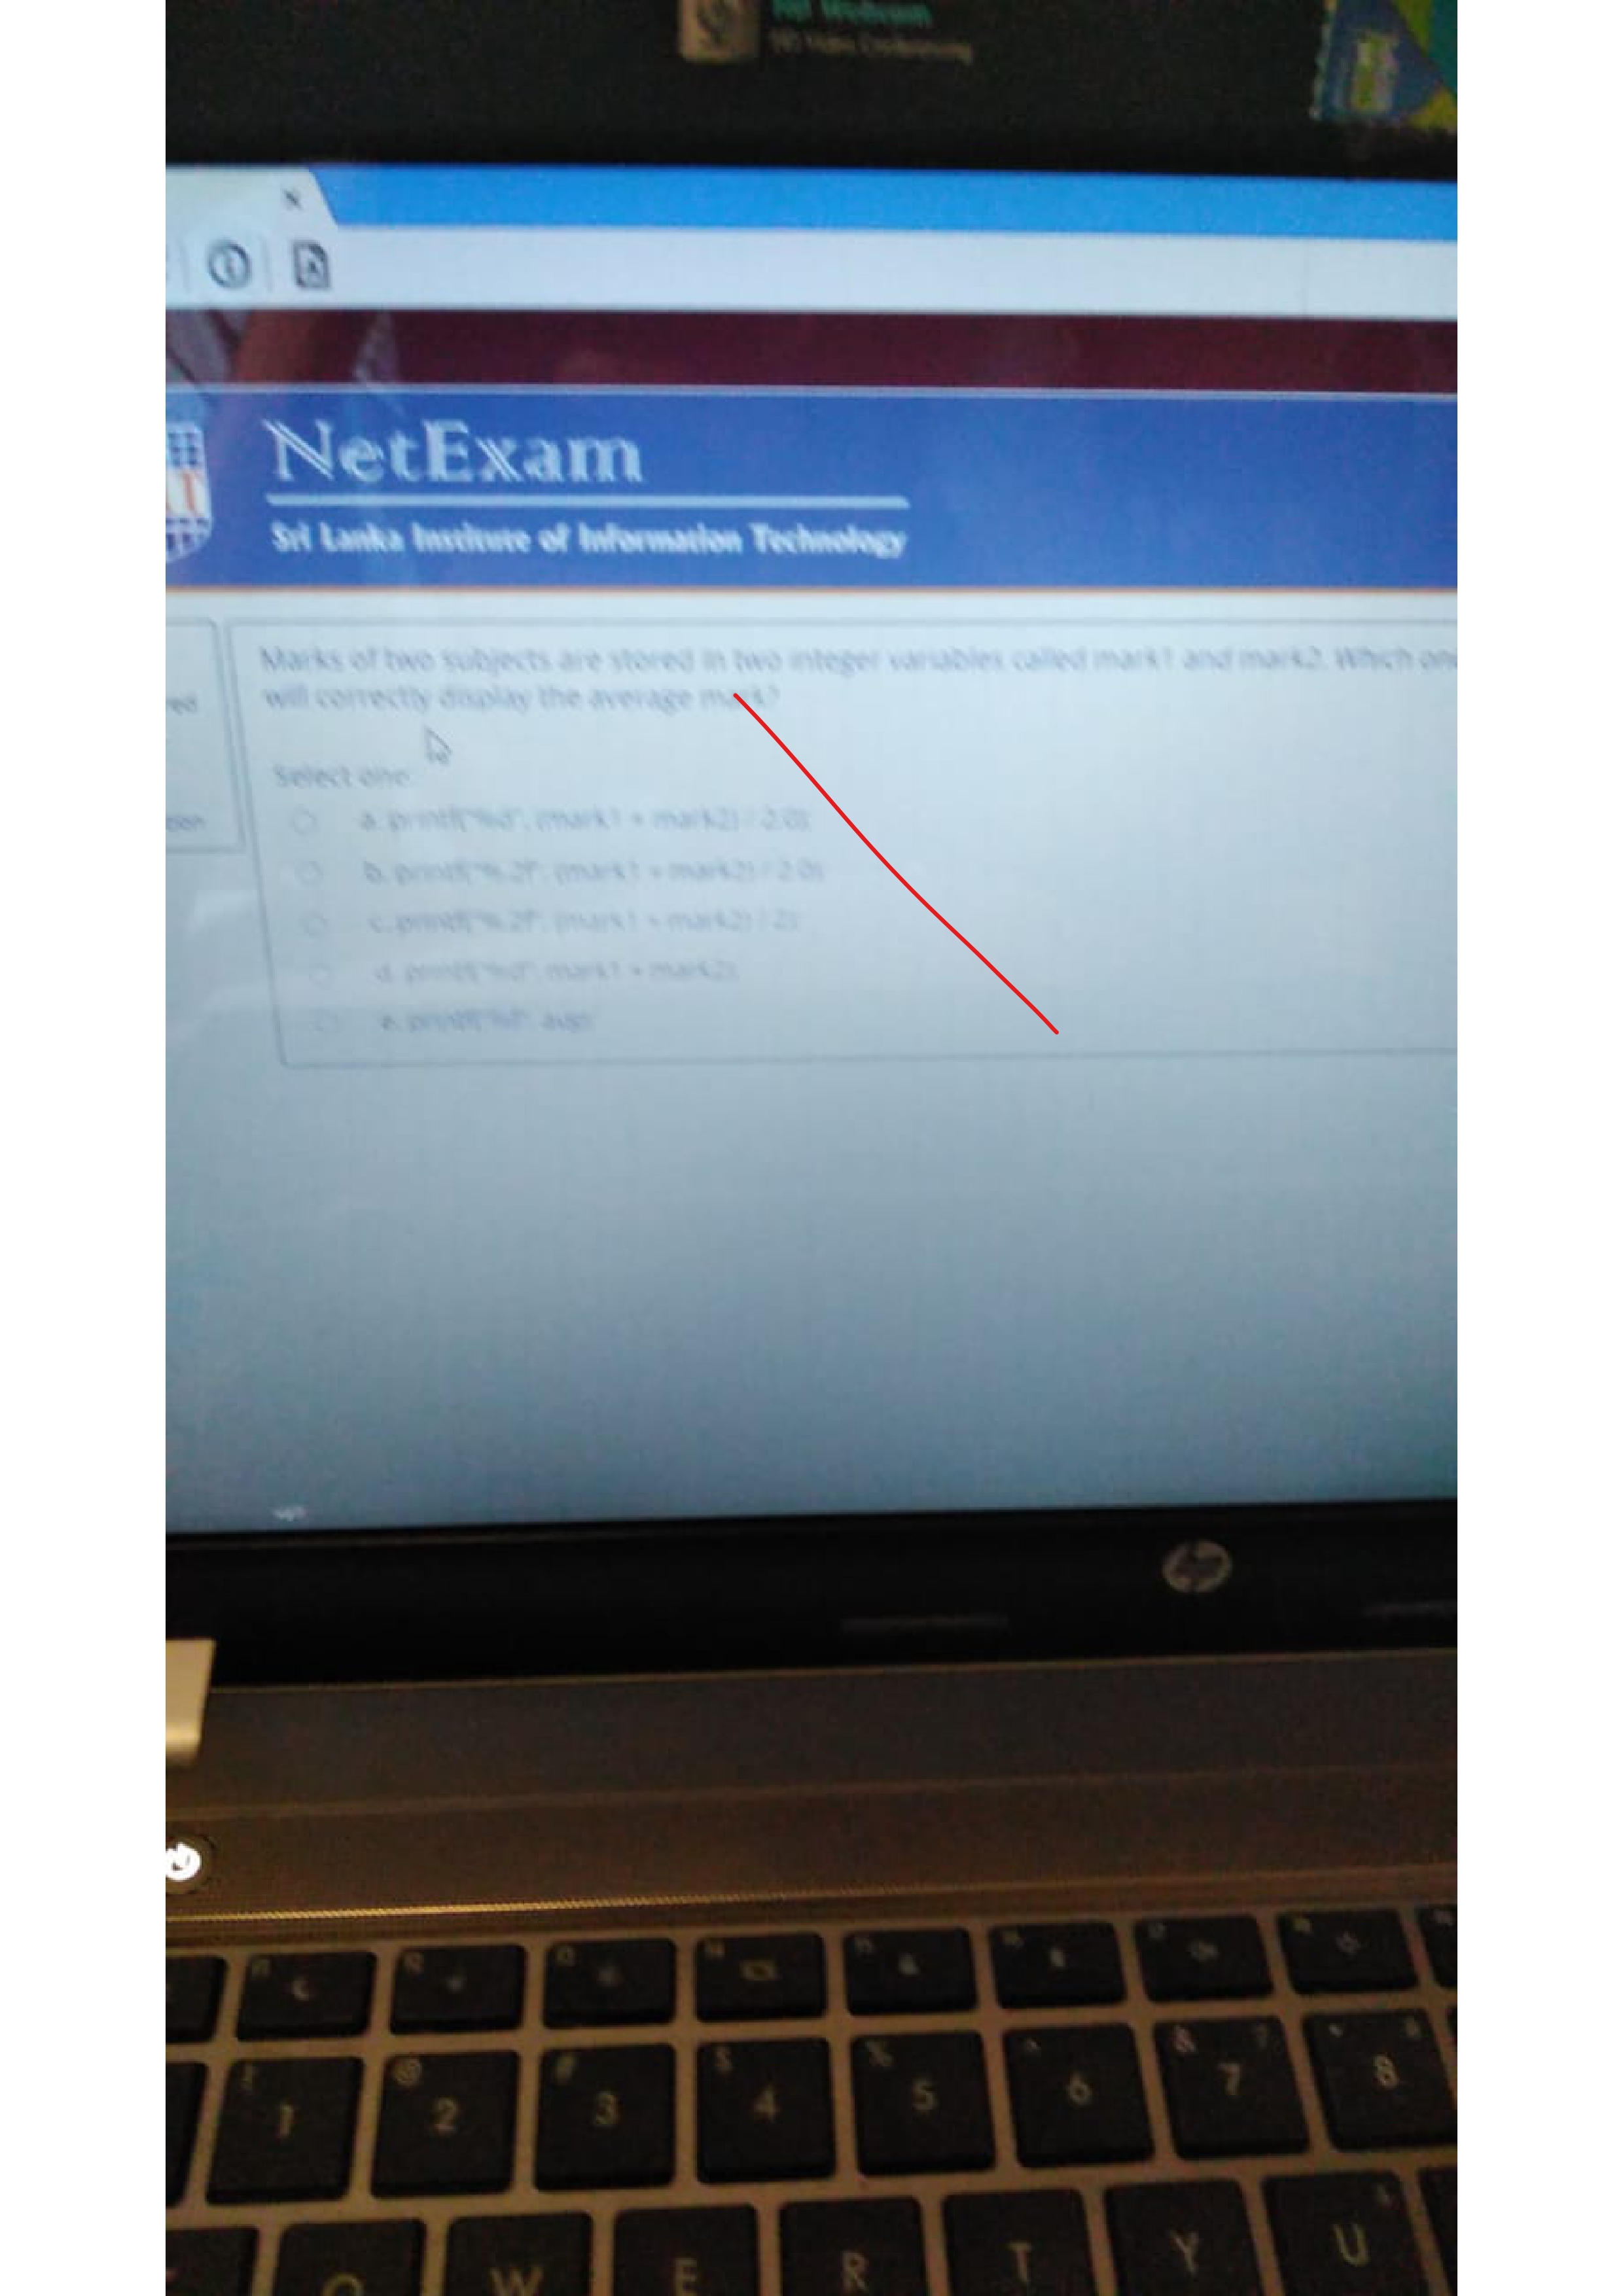 HP Webcam
HP Video Conferencing
NetExam
Sri Lanka Institute of Information Technology
Marks of two subjects are stored in two integer variables called mark1 and mark2. Which one
will correctly display the average mark?
Select one:
a. printf("%d", (mark1 + mark2) / 2.0);
b. printf("%.2f", (mark1 + mark2) / 2.0);
c. printf("%.2f", (mark1 + mark2) / 2);
d. printf("%d", mark1 + mark2);
e. printf("%f", avg);
hp
1 2 3 4 5 6 7 8
Q W E R T Y U